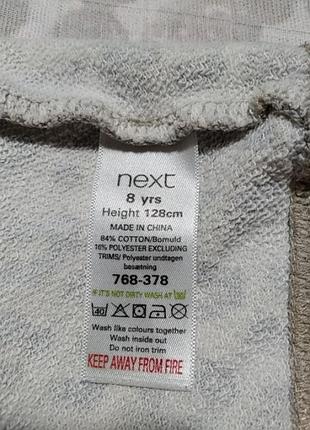 next
8 yrs
Height 128cm
MADE IN CHINA
84% COTTON/Bomuld
16% POLYESTER EXCLUDING
TRIMS/ Polyester undtagen
besætning
768-378
IF IT'S NOT DIRTY WASH AT 30°
40
Wash like colours together
Wash inside out
Do not iron trim
KEEP AWAY FROM FIRE